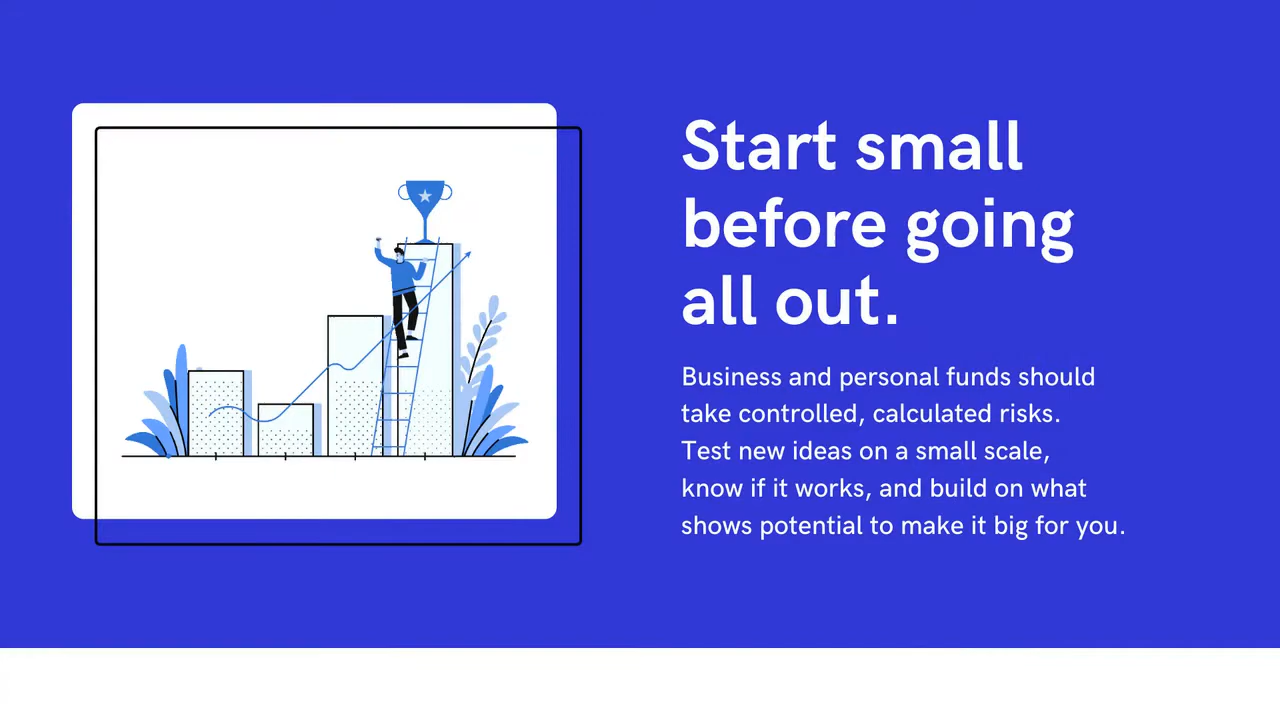 Start small
before going
all out.
Business and personal funds should
take controlled, calculated risks.
Test new ideas on a small scale,
know if it works, and build on what
shows potential to make it big for you.